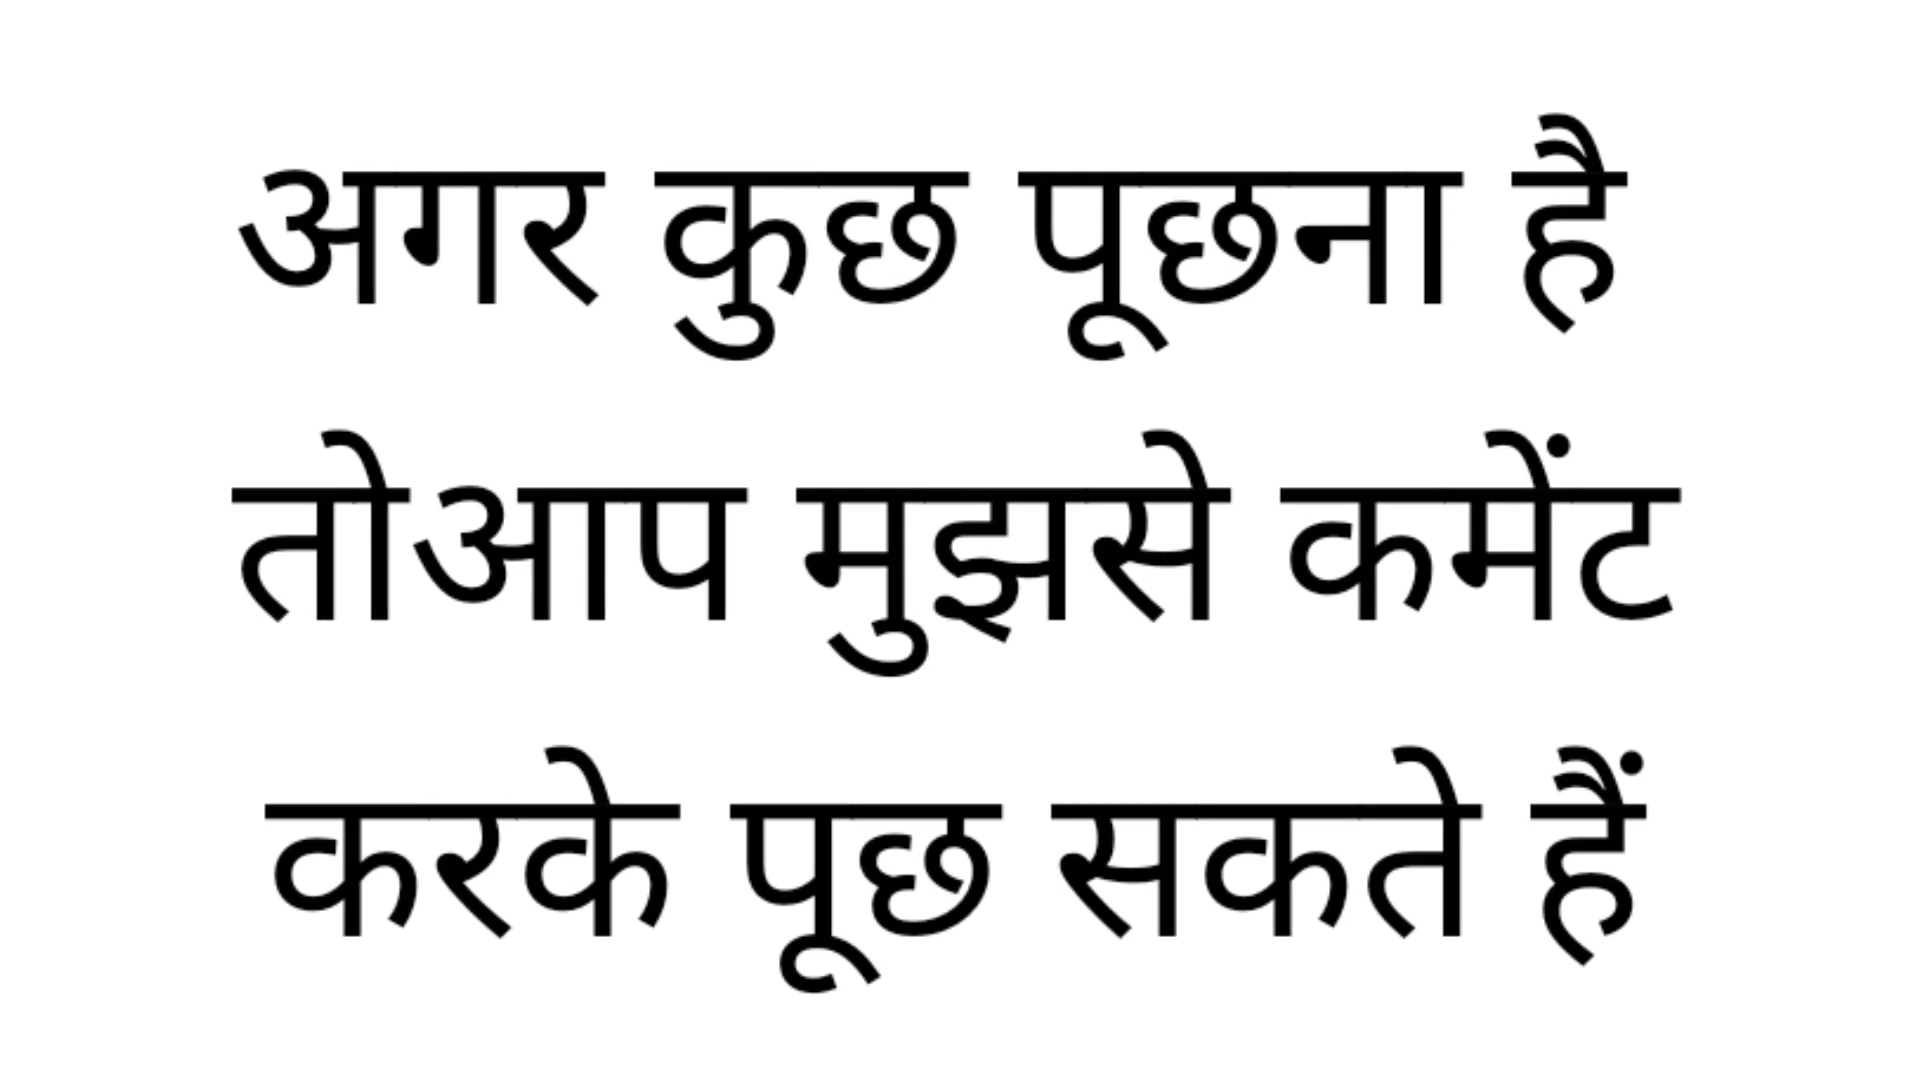 अगर कुछ पूछना है
तोआप मुझसे कमेंट
करके पूछ सकते हैं